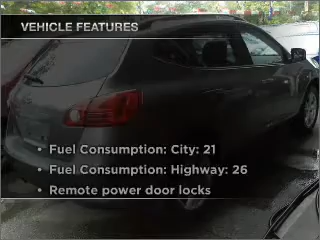 VEHICLE FEATURES
• Fuel Consumption: City: 21
• Fuel Consumption: Highway: 26
• Remote power door locks